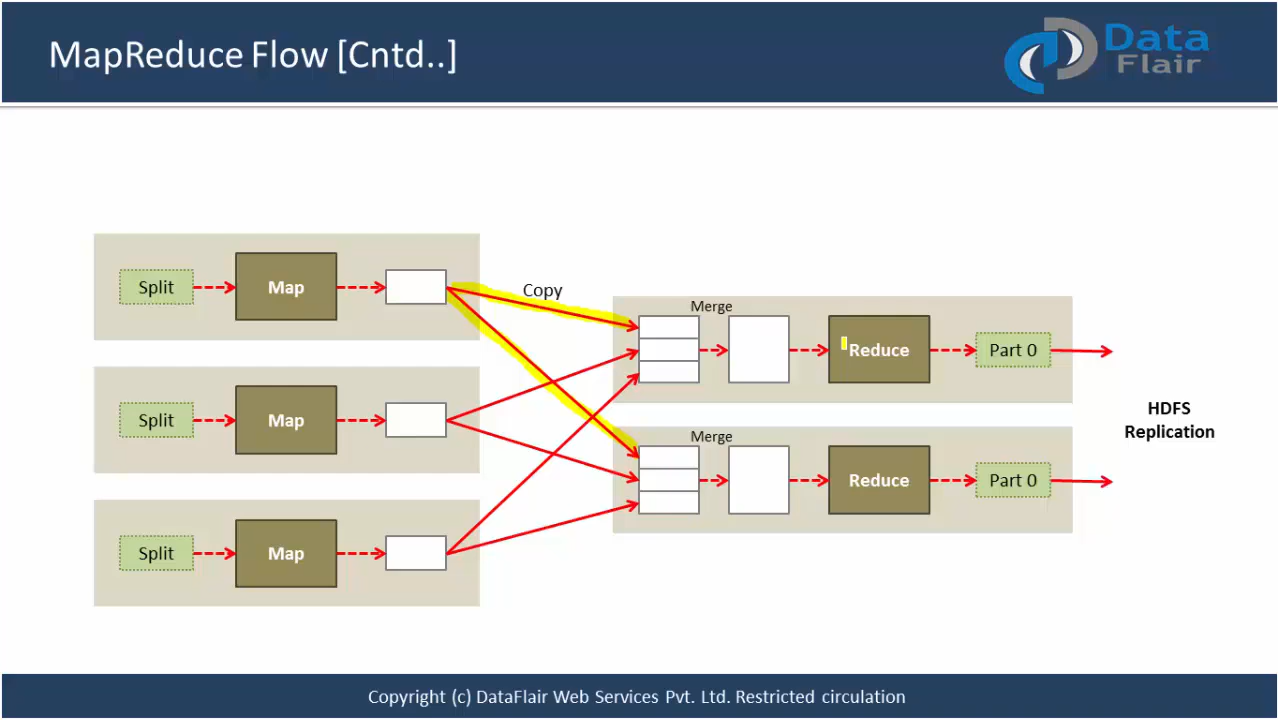 MapReduce Flow [Cntd..]
Data
Flair
Split
Map
Copy
Merge
Reduce
Part 0
Split
Map
HDFS
Replication
Merge
Reduce
Part 0
Split
Map
Copyright (c) DataFlair Web Services Pvt. Ltd. Restricted circulation